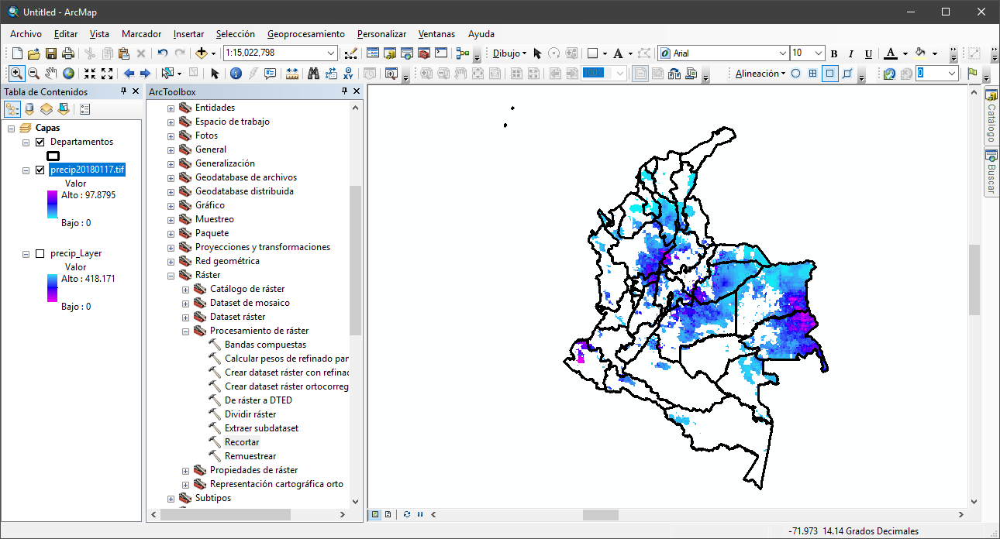 Untitled - ArcMap
Archivo Editar Vista Marcador Insertar Selección Geoprocesamiento Personalizar Ventanas Ayuda
1:15,022,798 Dibujo A Arial 10 B I U A
100% Alineación 0
Tabla de Contenidos
Capas
Departamentos
precip20180117.tif
Valor
Alto : 97.8795
Bajo : 0
precip_Layer
Valor
Alto : 418.171
Bajo : 0
ArcToolbox
Entidades
Espacio de trabajo
Fotos
General
Generalización
Geodatabase de archivos
Geodatabase distribuida
Gráfico
Muestreo
Paquete
Proyecciones y transformaciones
Red geométrica
Ráster
Catálogo de ráster
Dataset de mosaico
Dataset ráster
Procesamiento de ráster
Bandas compuestas
Calcular pesos de refinado par
Crear dataset ráster con refinac
Crear dataset ráster ortocorreg
De ráster a DTED
Dividir ráster
Extraer subdataset
Recortar
Remuestrear
Propiedades de ráster
Representación cartográfica orto
Subtipos
Catálogo
Buscar
-71.973 14.14 Grados Decimales